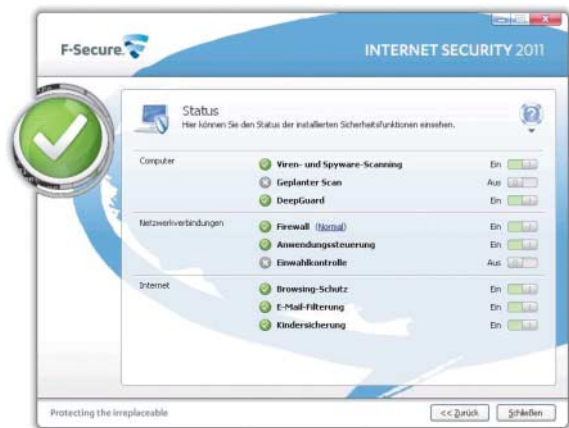 F-Secure.
INTERNET SECURITY 2011
Status
Hier können Sie den Status der installierten Sicherheitsfunktionen einsehen.
Computer
Viren- und Spyware-Scanning Ein
Geplanter Scan Aus
DeepGuard Ein
Netzwerkverbindungen
Firewall (Normal) Ein
Anwendungssteuerung Ein
Einwahlkontrolle Aus
Internet
Browsing-Schutz Ein
E-Mail-Filterung Ein
Kindersicherung Ein
Protecting the irreplaceable
<< Zurück
Schließen